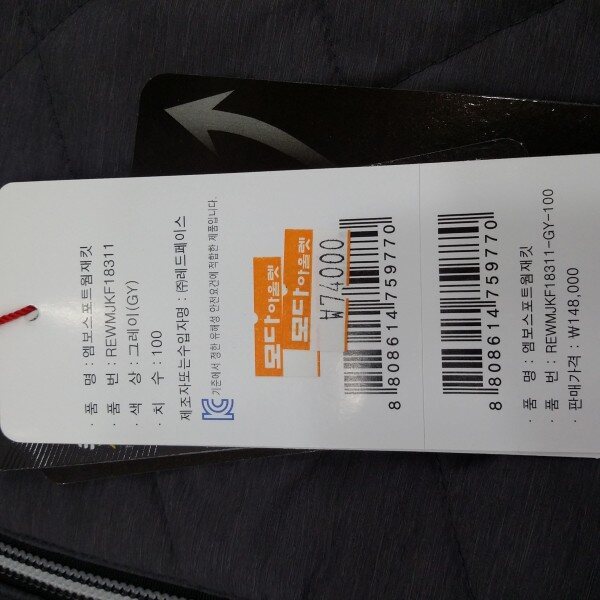 · 품 명 : 엠보스포트웜재킷
· 품 번 : REWMJKF18311
· 색 상 : 그레이(GY)
· 치 수 : 100
제조자또는수입자명 : ㈜레드페이스
기준에서 정한 유해성 안전요건에 적합한 제품입니다.
모다아울렛
모다아울렛
₩74000
8 808614 759770
8 808614 759770
· 품 명 : 엠보스포트웜재킷
· 품 번 : REWMJKF18311-GY-100
· 판매가격 : ₩148,000